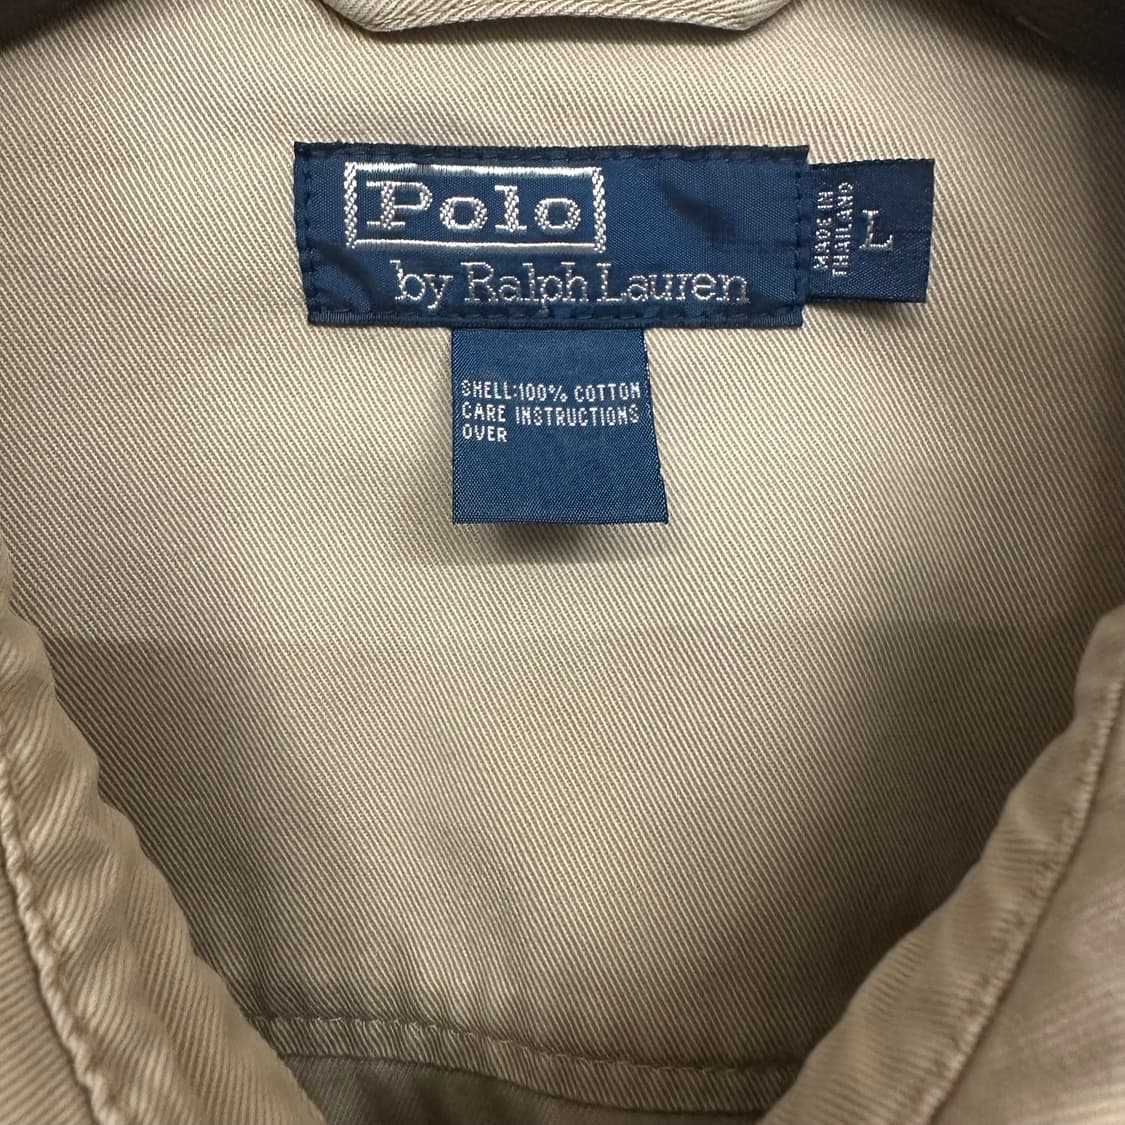 Polo
by Ralph Lauren
MADE IN
THAILAND
L
SHELL:100% COTTON
CARE INSTRUCTIONS
OVER